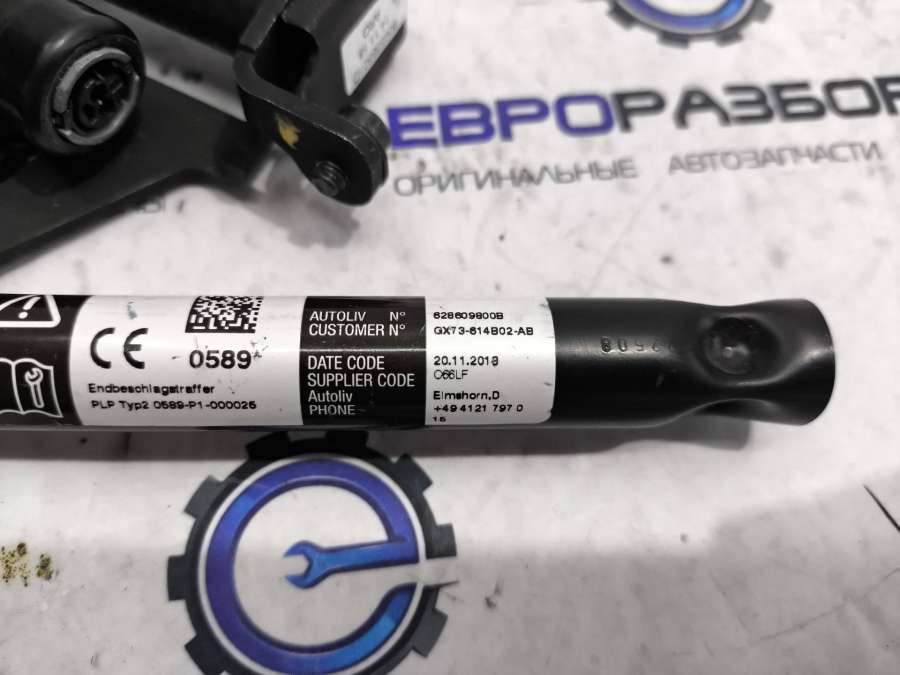 ЕВРОРАЗБОР
ОРИГИНАЛЬНЫЕ АВТОЗАПЧАСТИ
CE 0589
Endbeschlagstraffer
PLP Typ2 0589-P1-000025
AUTOLIV N° 628609800B
CUSTOMER N° GX73-614B02-AB
DATE CODE 20.11.2018
SUPPLIER CODE O66LF
Autoliv Elmshorn,D
PHONE +49 4121 797 0
15